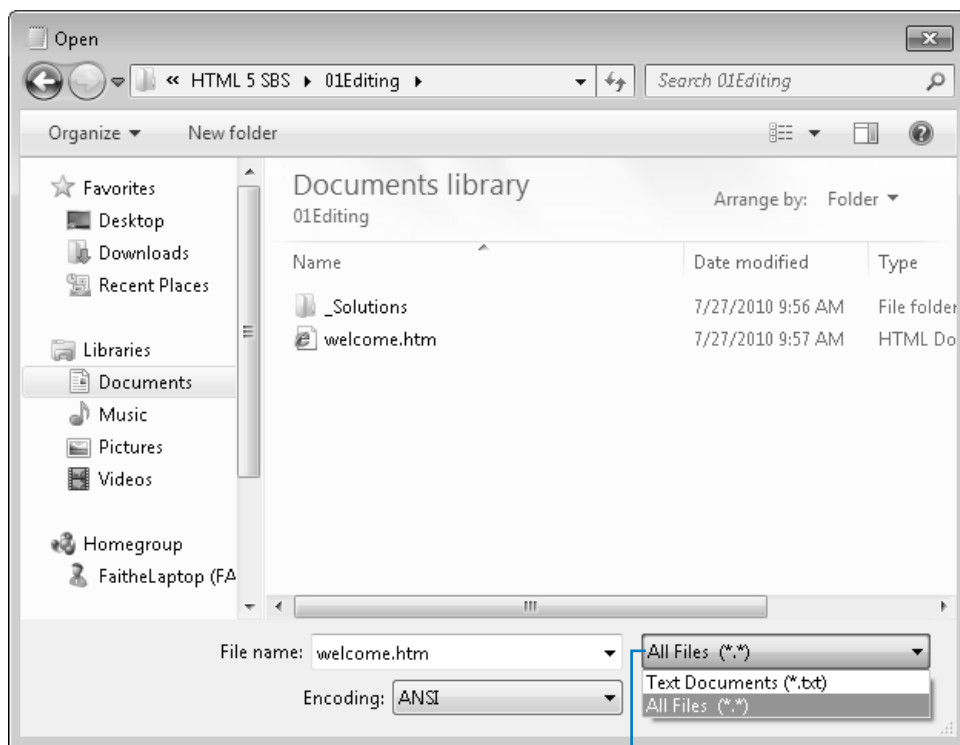 Open
« HTML 5 SBS ▸ 01Editing ▸
Search 01Editing
Organize
New folder
Favorites
Desktop
Downloads
Recent Places
Libraries
Documents
Music
Pictures
Videos
Homegroup
FaitheLaptop (FA
Documents library
01Editing
Arrange by: Folder
Name Date modified Type
_Solutions 7/27/2010 9:56 AM File folder
welcome.htm 7/27/2010 9:57 AM HTML Do
File name: welcome.htm
All Files (*.*)
Encoding: ANSI
Text Documents (*.txt)
All Files (*.*)